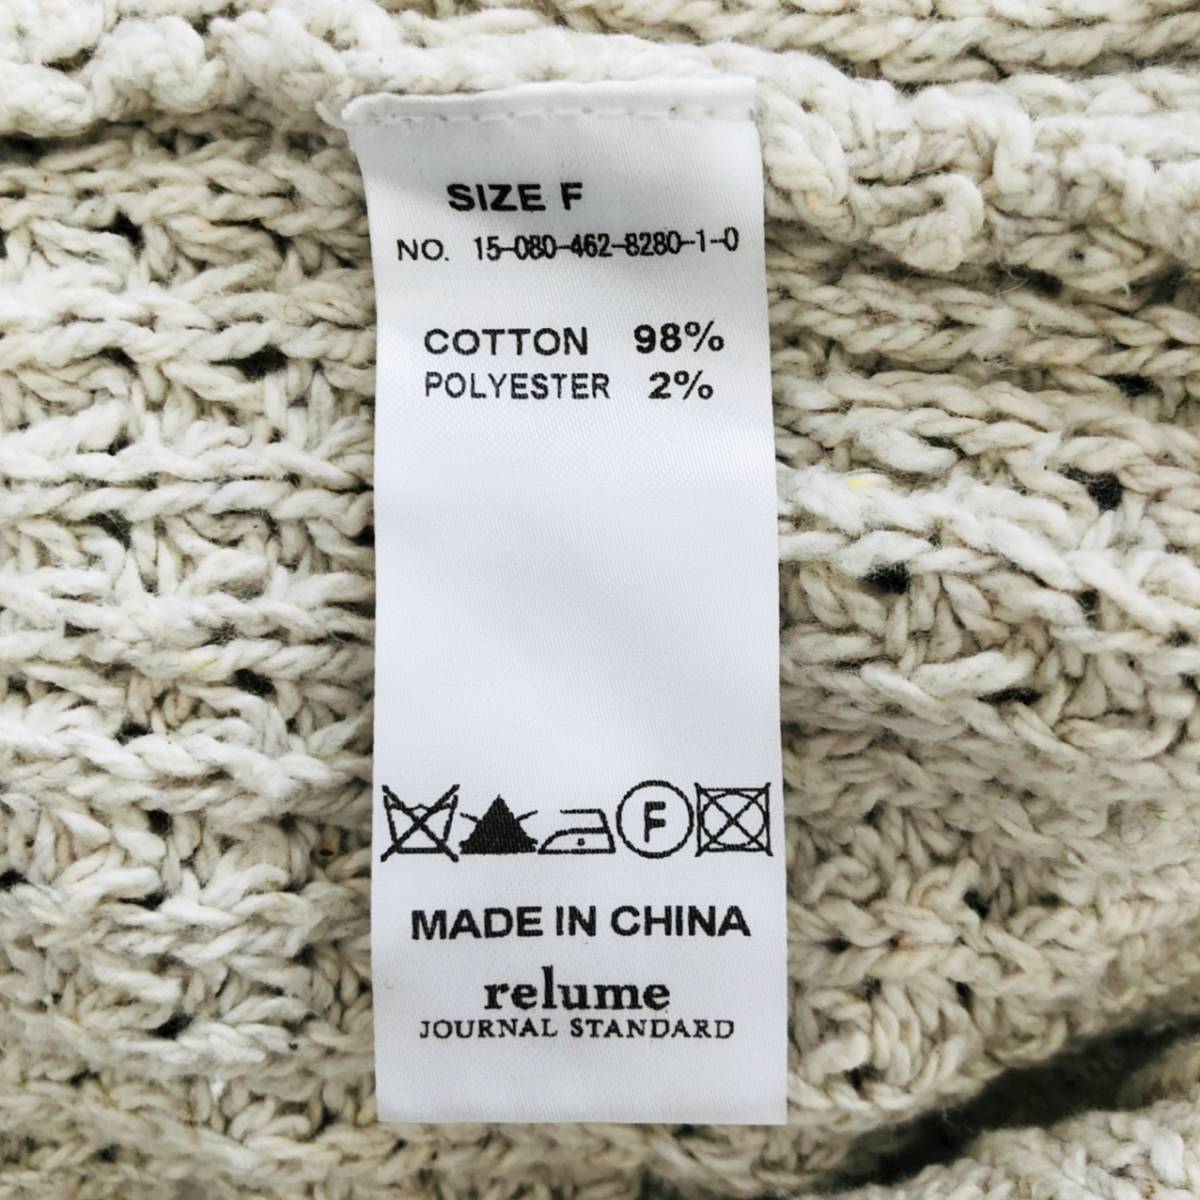 SIZE F
NO. 15-080-462-8280-1-0
COTTON 98%
POLYESTER 2%
F
MADE IN CHINA
relume
JOURNAL STANDARD